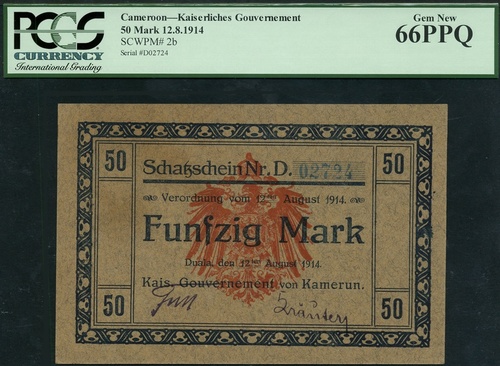 PCGS
CURRENCY
International Grading
Cameroon—Kaiserliches Gouvernement
50 Mark 12.8.1914
SCWPM# 2b
Serial #D02724
Gem New
66PPQ
50
50
Schatzschein Nr. D. 02724
Verordnung vom 12ten August 1914.
Funfzig Mark
Duala, den 12ten August 1914.
Kais. Gouvernement von Kamerun.
50
50